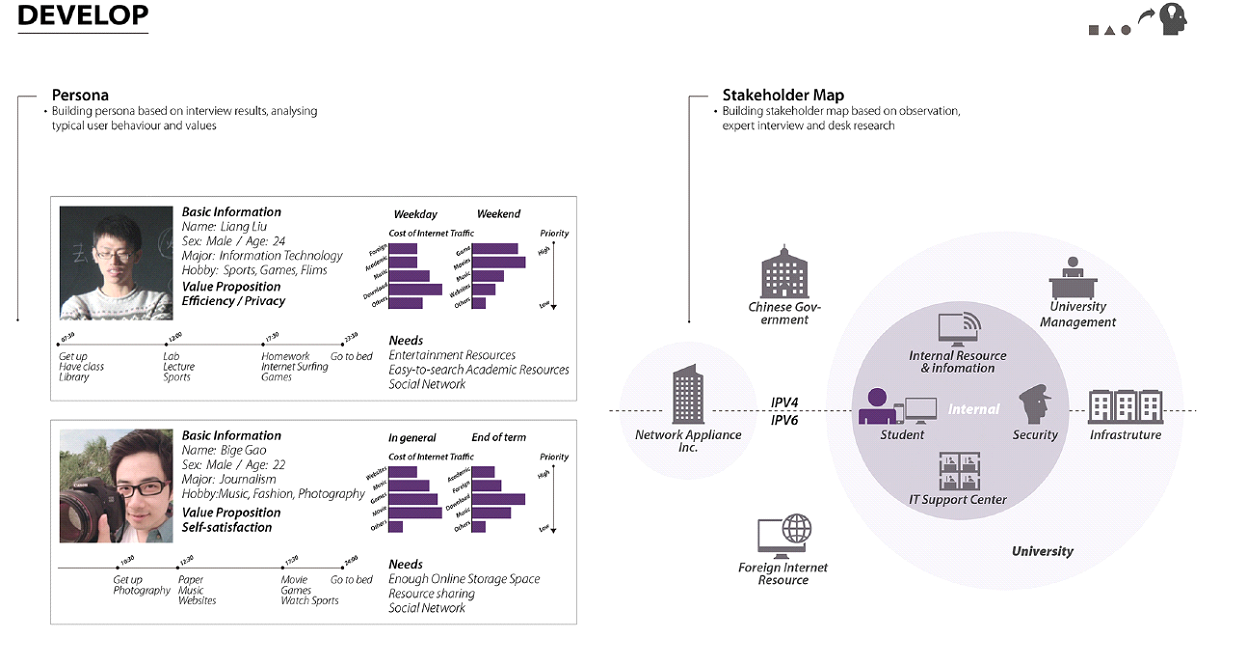 DEVELOP
Persona
• Building persona based on interview results, analysing
typical user behaviour and values
Basic Information
Name: Liang Liu
Sex: Male / Age: 24
Major: Information Technology
Hobby: Sports, Games, Flims
Value Proposition
Efficiency / Privacy
Weekday
Weekend
Cost of Internet Traffic
Priority
Foreign
Academic
Music
Download
Others
Game
Movies
Music
Websites
Others
High
Low
07:30
12:00
17:30
23:30
Get up
Have class
Library
Lab
Lecture
Sports
Homework
Internet Surfing
Games
Go to bed
Needs
Entertainment Resources
Easy-to-search Academic Resources
Social Network
Basic Information
Name: Bige Gao
Sex: Male / Age: 22
Major: Journalism
Hobby:Music, Fashion, Photography
Value Proposition
Self-satisfaction
In general
End of term
Cost of Internet Traffic
Priority
Websites
Music
Games
Movie
Others
Academic
Foreign
Download
Music
Others
High
Low
10:30
12:30
17:30
24:00
Get up
Photography
Paper
Music
Websites
Movie
Games
Watch Sports
Go to bed
Needs
Enough Online Storage Space
Resource sharing
Social Network
Stakeholder Map
• Building stakeholder map based on observation,
expert interview and desk research
Chinese Gov-
ernment
University
Management
Internal Resource
& infomation
Network Appliance
Inc.
IPV4
IPV6
Student
Internal
Security
Infrastruture
IT Support Center
University
Foreign Internet
Resource